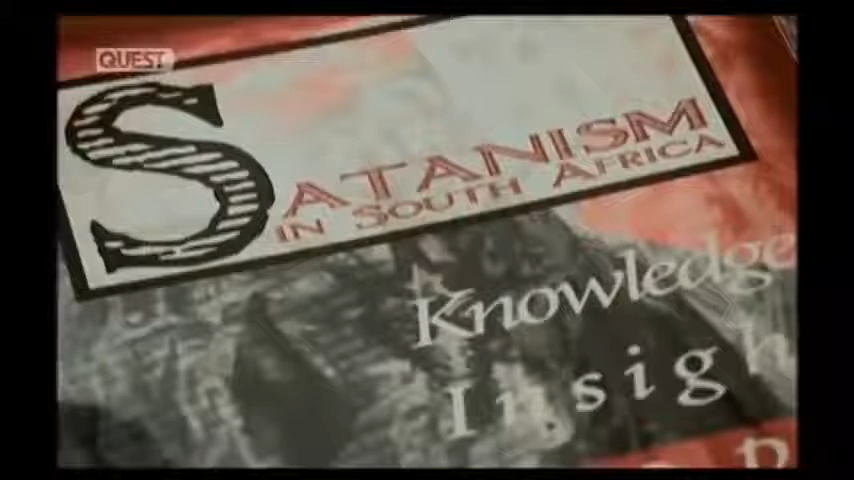 QUEST
SATANISM
IN SOUTH AFRICA
Knowledge
Insigh